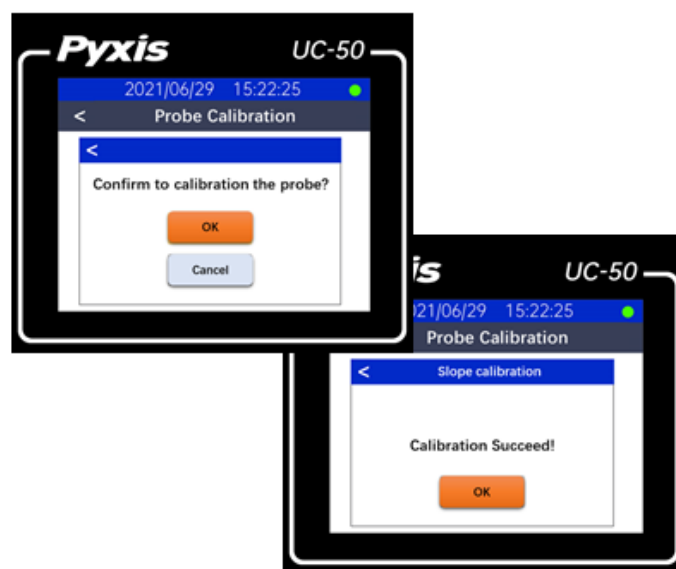 Pyxis UC-50
2021/06/29 15:22:25
< Probe Calibration
<
Confirm to calibration the probe?
OK
Cancel
is UC-50
21/06/29 15:22:25
Probe Calibration
< Slope calibration
Calibration Succeed!
OK